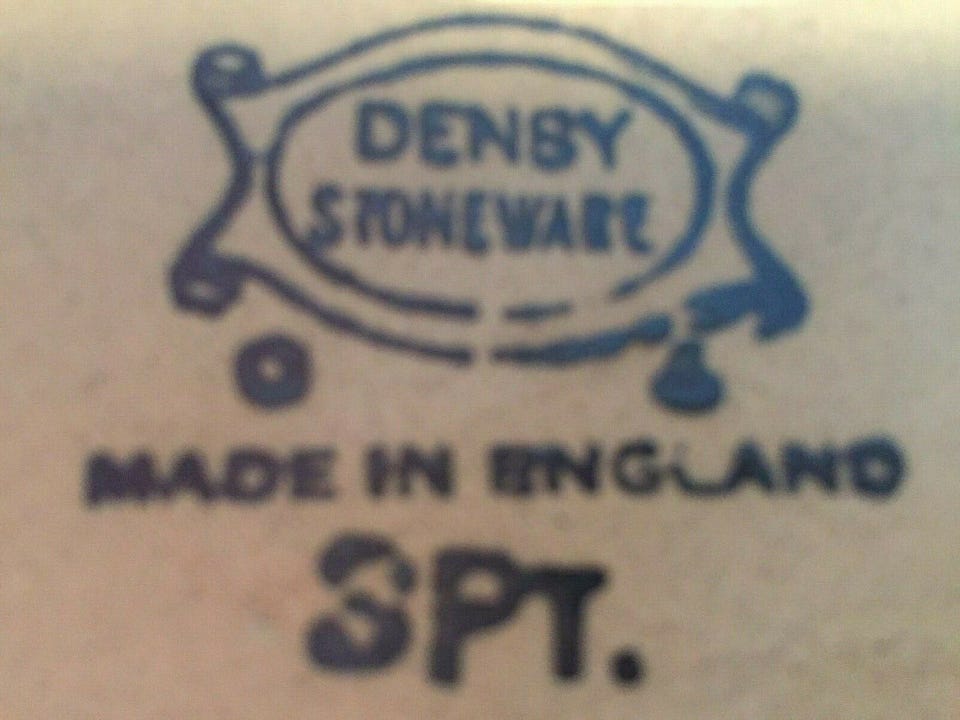 DENBY
STONEWARE
MADE IN ENGLAND
3PT.